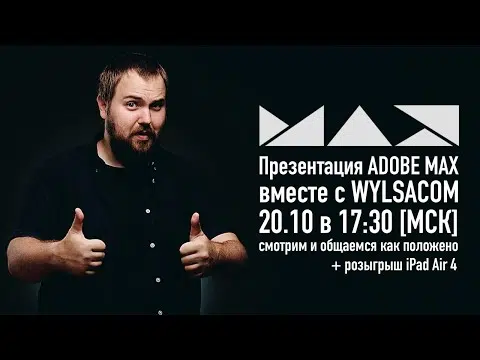 MAX
Презентация ADOBE MAX
вместе с WYLSACOM
20.10 в 17:30 [МСК]
смотрим и общаемся как положено
+ розыгрыш iPad Air 4